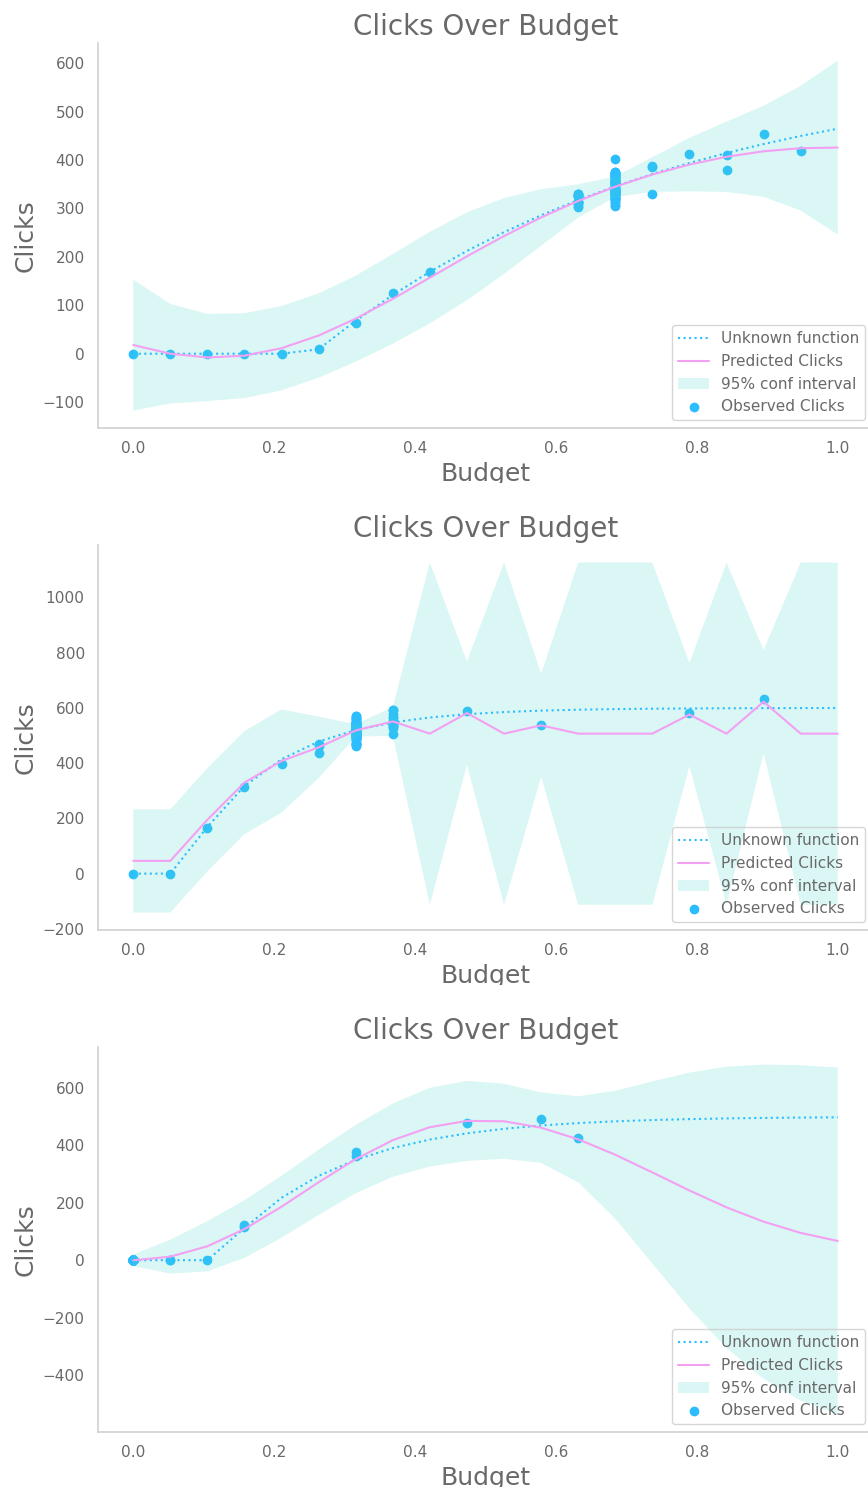 Clicks Over Budget
600
500
400
300
200
100
0
−100
Clicks
Unknown function
Predicted Clicks
95% conf interval
Observed Clicks
0.0 0.2 0.4 0.6 0.8 1.0
Budget
Clicks Over Budget
1000
800
600
400
200
0
−200
Clicks
Unknown function
Predicted Clicks
95% conf interval
Observed Clicks
0.0 0.2 0.4 0.6 0.8 1.0
Budget
Clicks Over Budget
600
400
200
0
−200
−400
Clicks
Unknown function
Predicted Clicks
95% conf interval
Observed Clicks
0.0 0.2 0.4 0.6 0.8 1.0
Budget